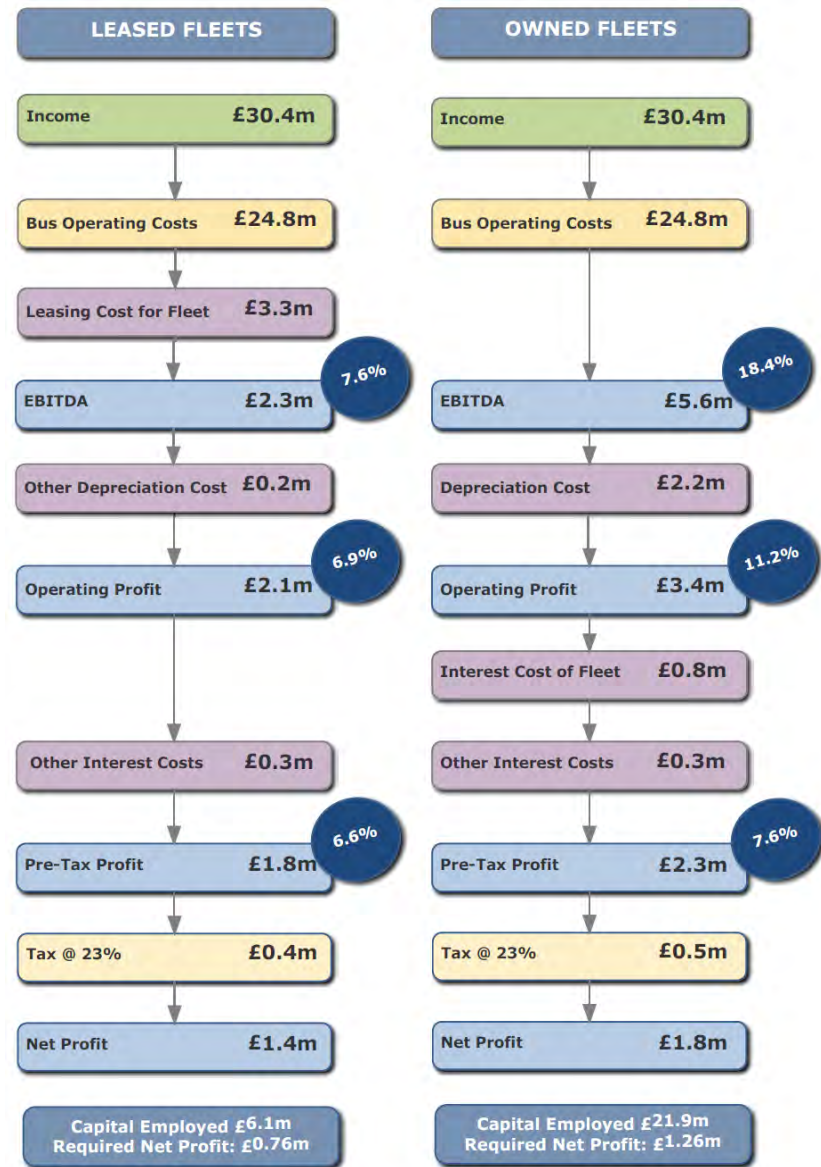 LEASED FLEETS
Income £30.4m
Bus Operating Costs £24.8m
Leasing Cost for Fleet £3.3m
7.6%
EBITDA £2.3m
Other Depreciation Cost £0.2m
6.9%
Operating Profit £2.1m
Other Interest Costs £0.3m
6.6%
Pre-Tax Profit £1.8m
Tax @ 23% £0.4m
Net Profit £1.4m
Capital Employed £6.1m
Required Net Profit: £0.76m
OWNED FLEETS
Income £30.4m
Bus Operating Costs £24.8m
18.4%
EBITDA £5.6m
Depreciation Cost £2.2m
11.2%
Operating Profit £3.4m
Interest Cost of Fleet £0.8m
Other Interest Costs £0.3m
7.6%
Pre-Tax Profit £2.3m
Tax @ 23% £0.5m
Net Profit £1.8m
Capital Employed £21.9m
Required Net Profit: £1.26m